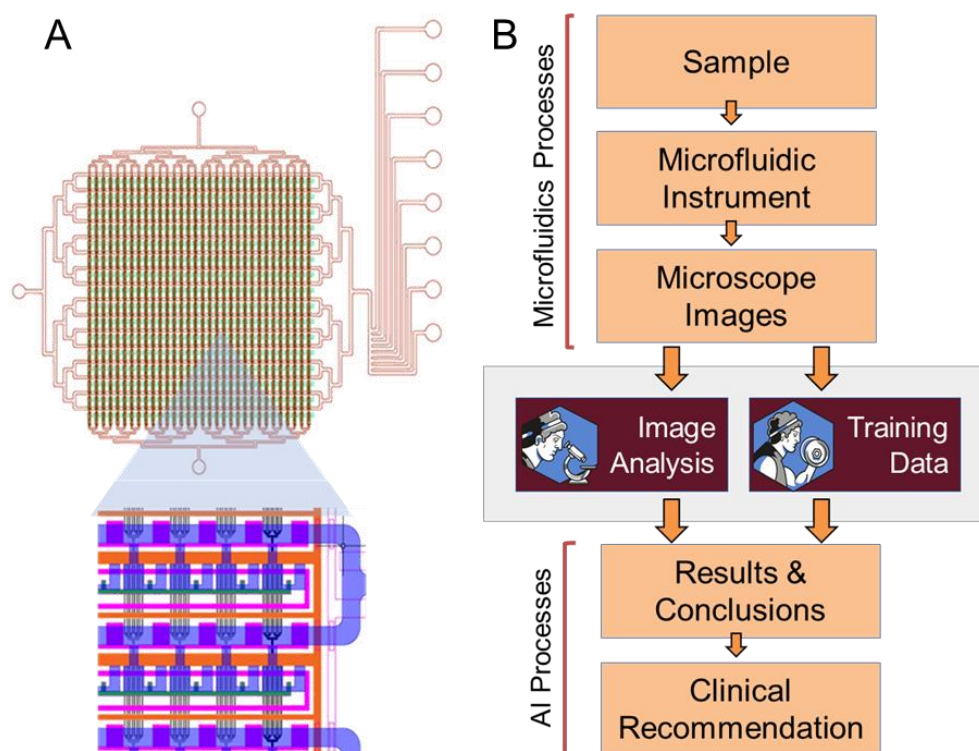 A
B
Microfluidics Processes
Sample
Microfluidic
Instrument
Microscope
Images
Image
Analysis
Training
Data
AI Processes
Results &
Conclusions
Clinical
Recommendation